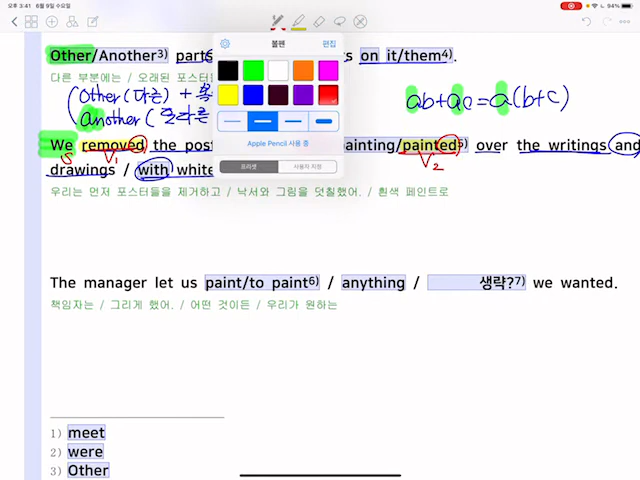 오후 3:41 6월 9일 수요일 94%
Other/Another3) part on it/them4).
다른 부분에는 / 오래된 포스터
Other (다른) + 복
Another (또다른
ab+ac=a(b+c)
볼펜 편집
Apple Pencil 사용 중
프리셋 사용자 지정
We removed the post ainting/painted5) over the writings and
S V1 V2
drawings / with white
우리는 먼저 포스터들을 제거하고 / 낙서와 그림을 덧칠했어. / 흰색 페인트로
The manager let us paint/to paint6) / anything / 생략?7) we wanted.
책임자는 / 그리게 했어. / 어떤 것이든 / 우리가 원하는
1) meet
2) were
3) Other